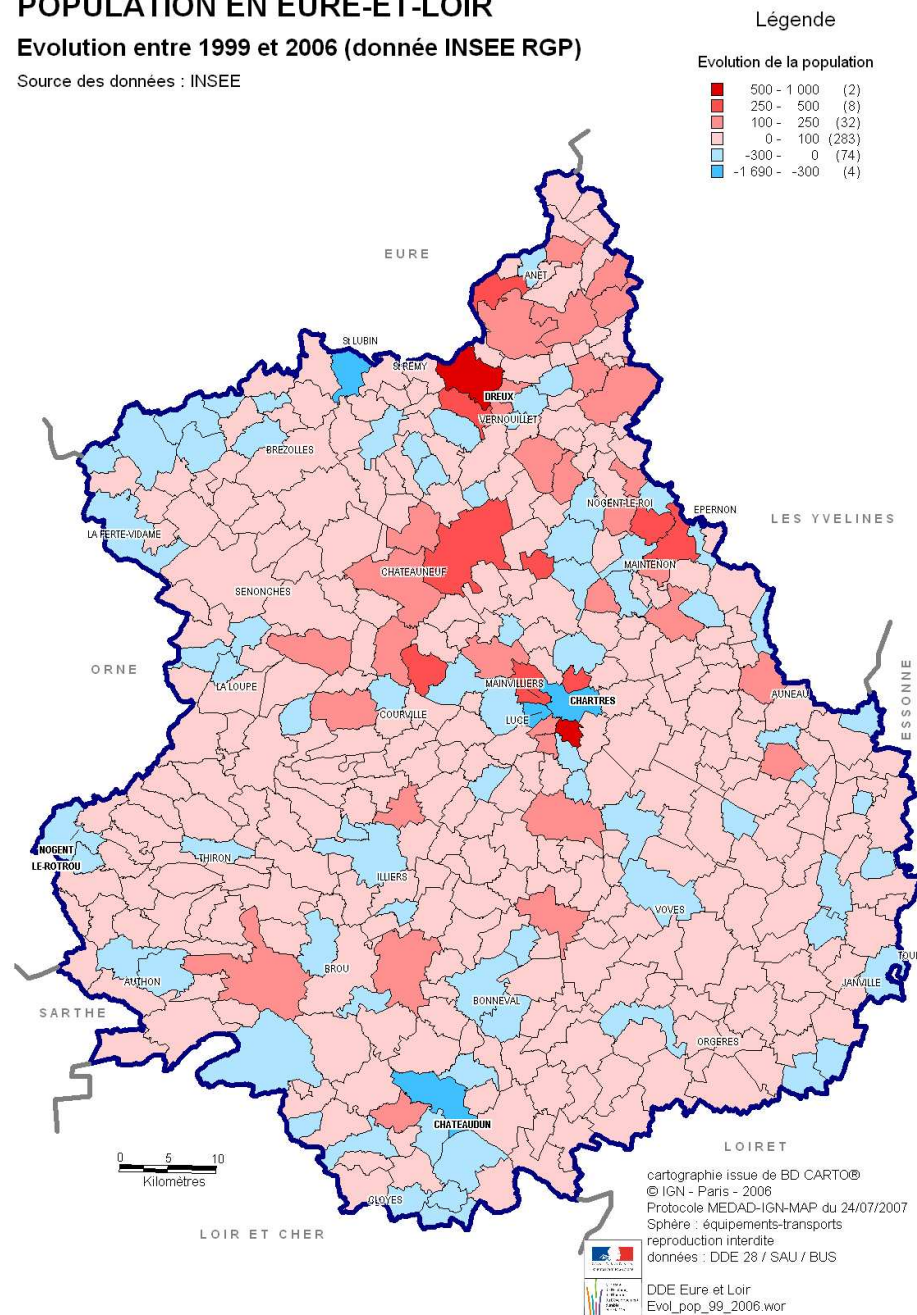 POPULATION EN EURE-ET-LOIR
Evolution entre 1999 et 2006 (donnée INSEE RGP)
Source des données : INSEE
Légende
Evolution de la population
500 - 1 000 (2)
250 - 500 (8)
100 - 250 (32)
0 - 100 (283)
-300 - 0 (74)
-1 690 - -300 (4)
EURE
ANET
St LUBIN
St REMY
DREUX
VERNOUILLET
BREZOLLES
NOGENT-LE-ROI
EPERNON
LES YVELINES
LA FERTE-VIDAME
MAINTENON
CHATEAUNEUF
SENONCHES
ORNE
ESSONNE
LA LOUPE
MAINVILLIERS
AUNEAU
CHARTRES
COURVILLE
LUCE
NOGENT
LE-ROTROU
THIRON
ILLIERS
VOVES
BROU
AUTHON
JANVILLE
BONNEVAL
SARTHE
ORGERES
CHATEAUDUN
LOIRET
0 5 10
Kilomètres
CLOYES
LOIR ET CHER
cartographie issue de BD CARTO®
© IGN - Paris - 2006
Protocole MEDAD-IGN-MAP du 24/07/2007
Sphère : équipements-transports
reproduction interdite
données : DDE 28 / SAU / BUS
DDE Eure et Loir
Evol_pop_99_2006.wor